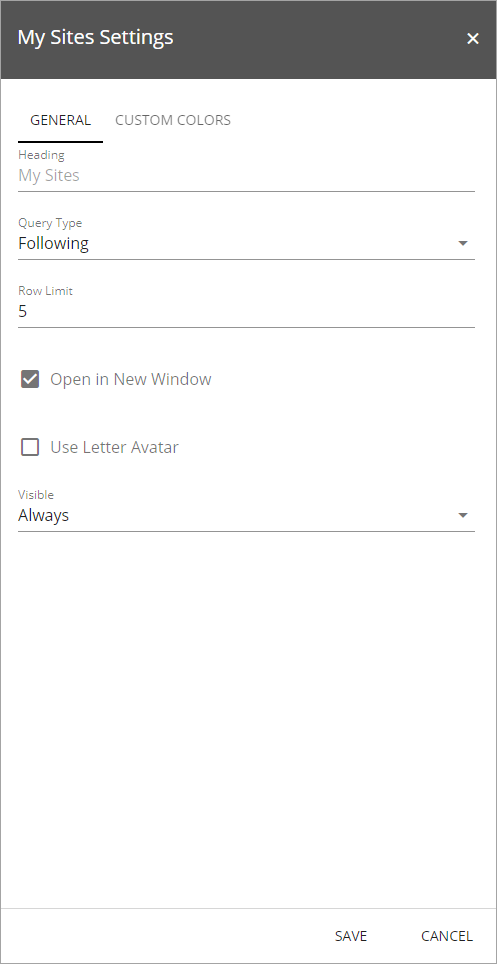 My Sites Settings
GENERAL CUSTOM COLORS
Heading
My Sites
Query Type
Following
Row Limit
5
Open in New Window
Use Letter Avatar
Visible
Always
SAVE CANCEL